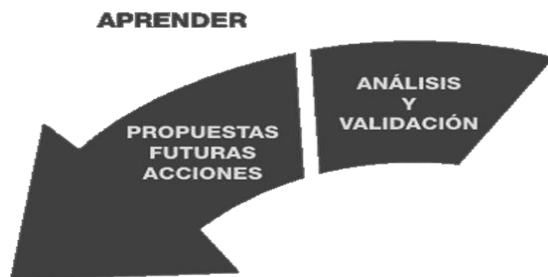 APRENDER
ANÁLISIS
Y
VALIDACIÓN
PROPUESTAS
FUTURAS
ACCIONES